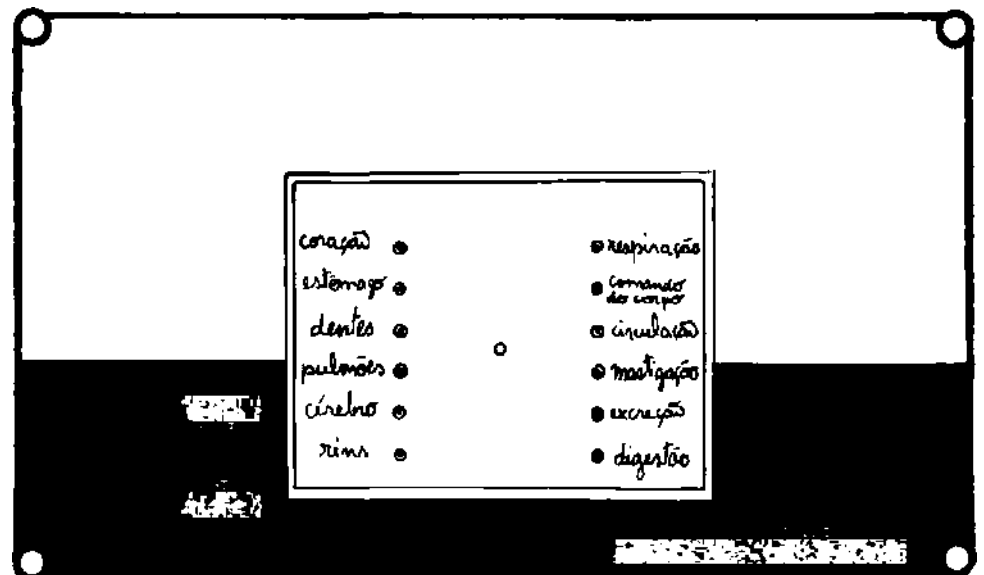 coração
respiração
estômago
comando
do corpo
dentes
circulação
pulmões
mastigação
cérebro
excreção
rins
digestão